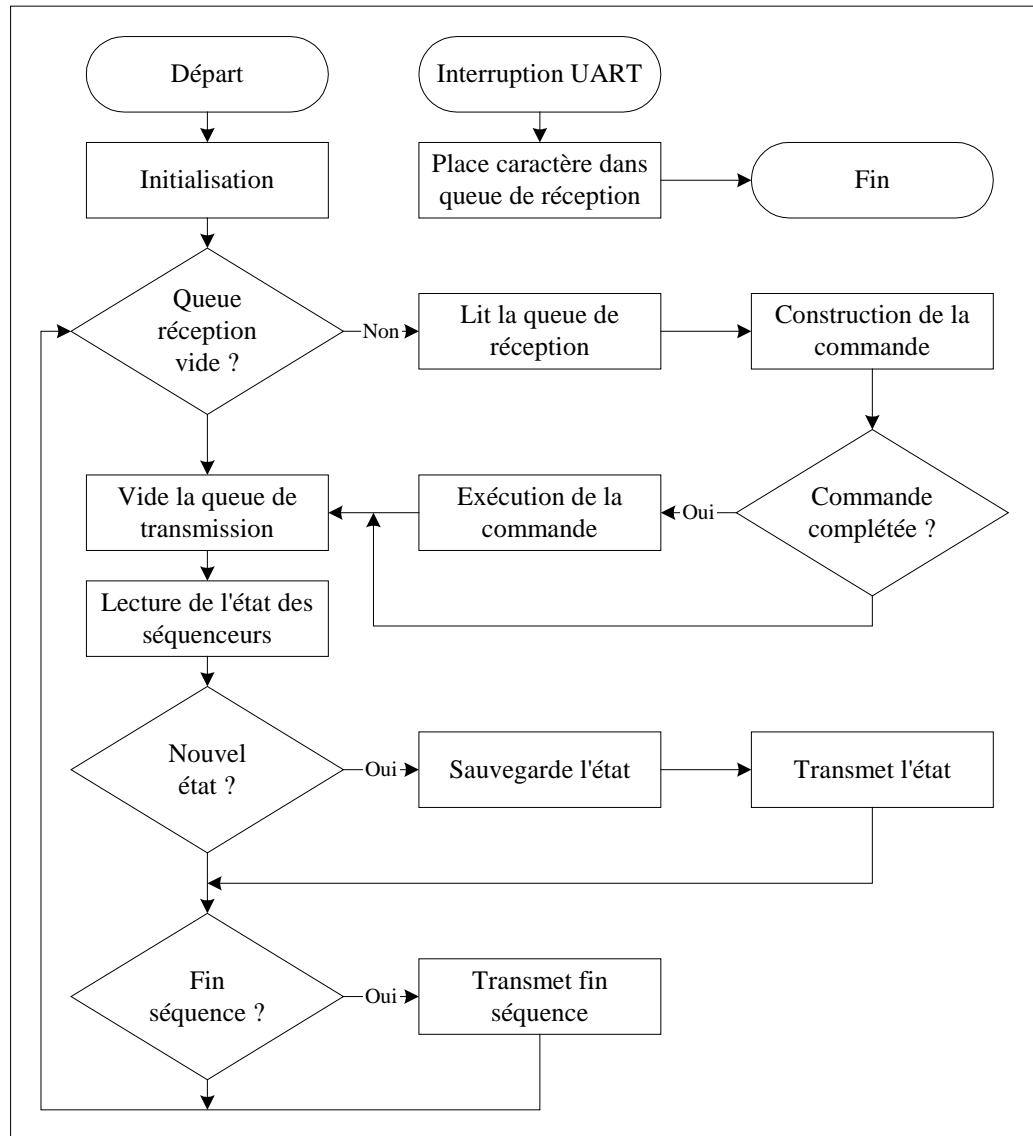 Départ
Interruption UART
Initialisation
Place caractère dans
queue de réception
Fin
Queue
réception
vide ?
Non
Lit la queue de
réception
Construction de la
commande
Vide la queue de
transmission
Exécution de la
commande
Oui
Commande
complétée ?
Lecture de l'état des
séquenceurs
Nouvel
état ?
Oui
Sauvegarde l'état
Transmet l'état
Fin
séquence ?
Oui
Transmet fin
séquence